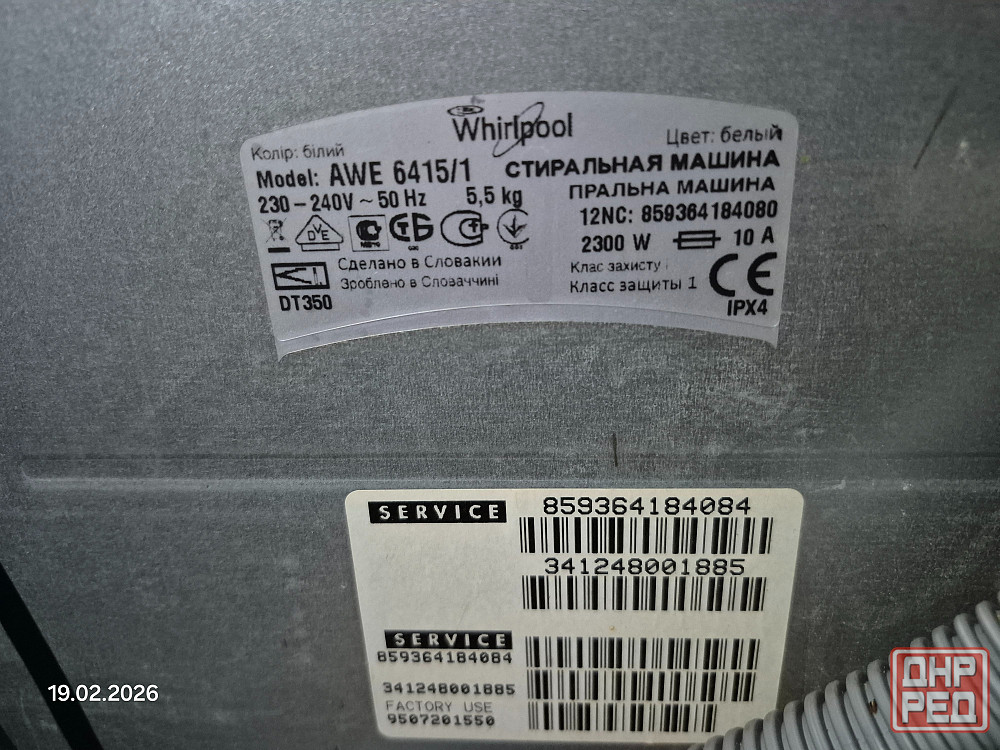 Whirlpool
Колір: білий
Цвет: белый
Model: AWE 6415/1
СТИРАЛЬНАЯ МАШИНА
230 – 240V ~ 50 Hz 5,5 kg
ПРАЛЬНА МАШИНА
12NC: 859364184080
2300 W 10 A
Сделано в Словакии
Зроблено в Словаччині
Клас захисту
Класс защиты 1
DT350
IPX4
SERVICE
859364184084
341248001885
SERVICE
859364184084
341248001885
FACTORY USE
9507201550
19.02.2026
ДНР
РЕД